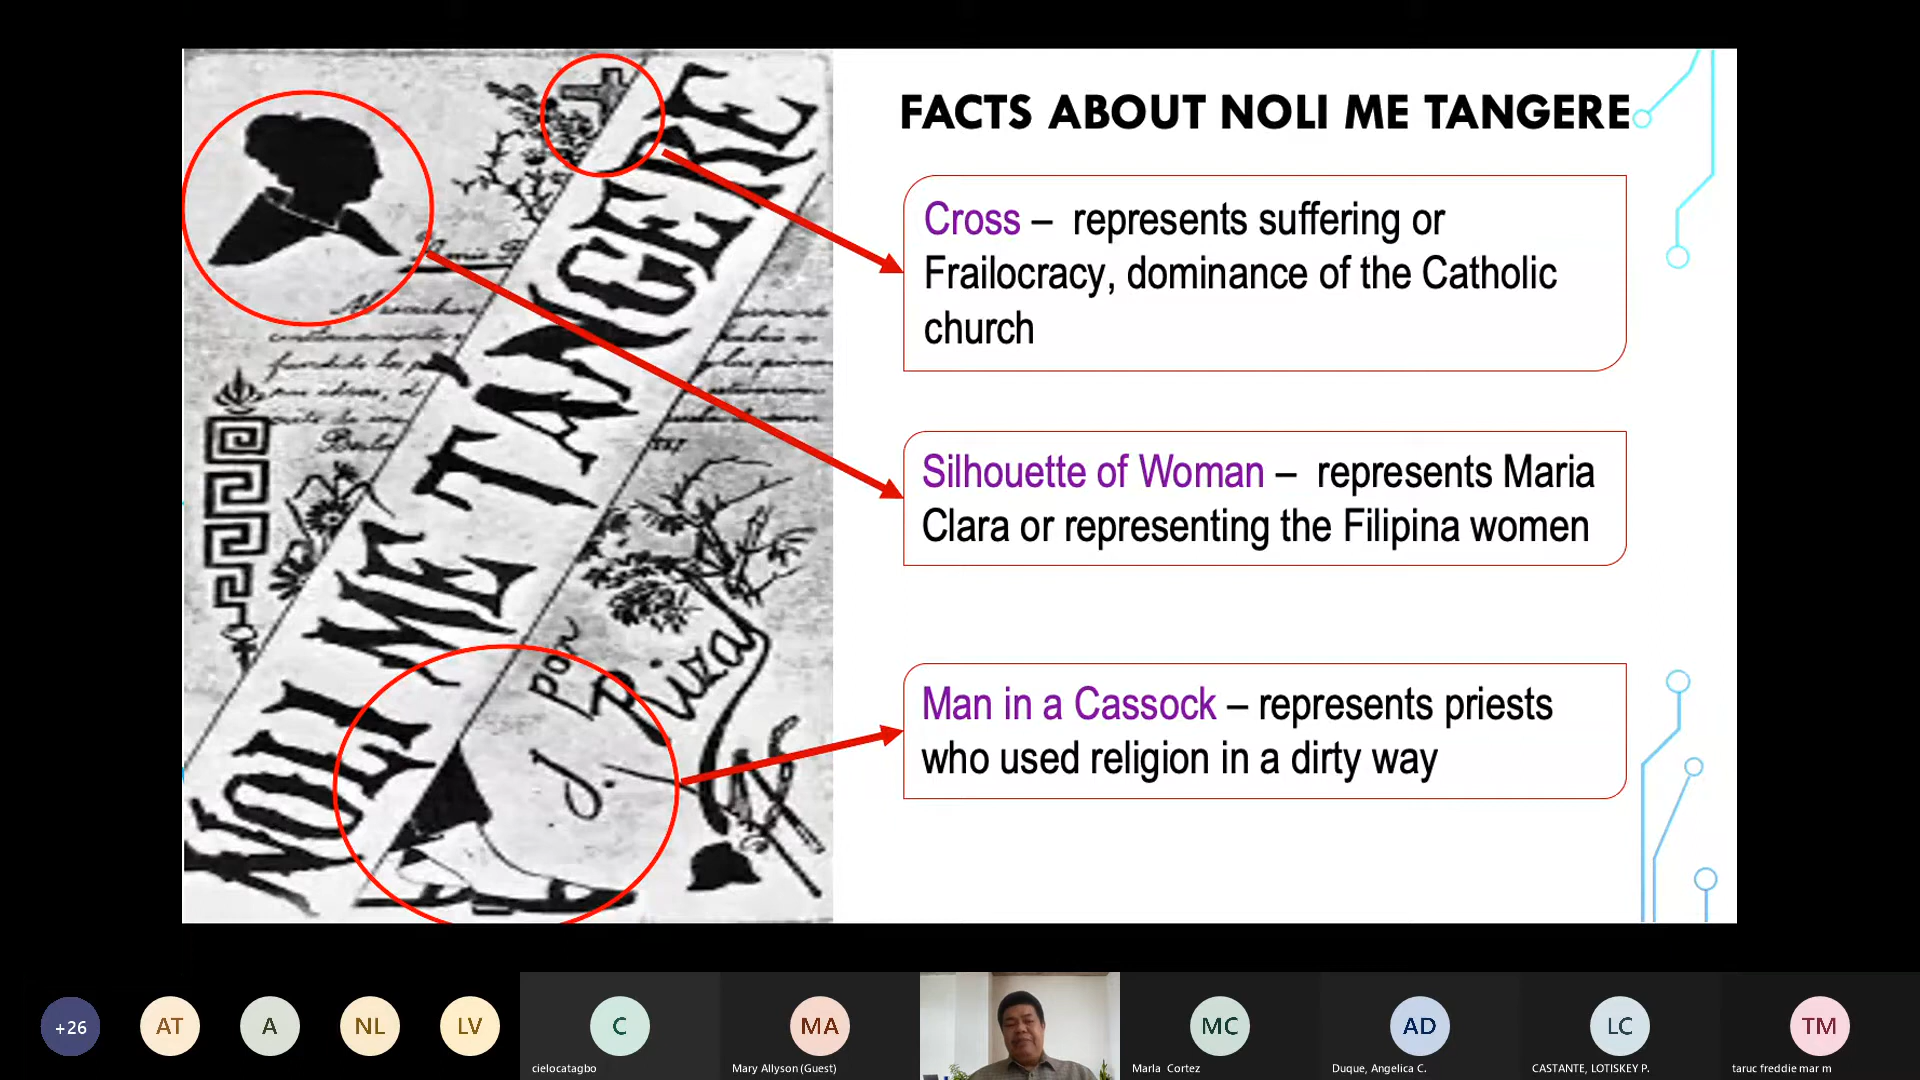 NOLI ME TÁNGERE
por
J. Rizal
Berlin
FACTS ABOUT NOLI ME TANGERE
Cross – represents suffering or
Frailocracy, dominance of the Catholic
church
Silhouette of Woman – represents Maria
Clara or representing the Filipina women
Man in a Cassock – represents priests
who used religion in a dirty way
+26
AT
A
NL
LV
C
cielocatagbo
MA
Mary Allyson (Guest)
MC
Marla Cortez
AD
Duque, Angelica C.
LC
CASTANTE, LOTISKEY P.
TM
taruc freddie mar m